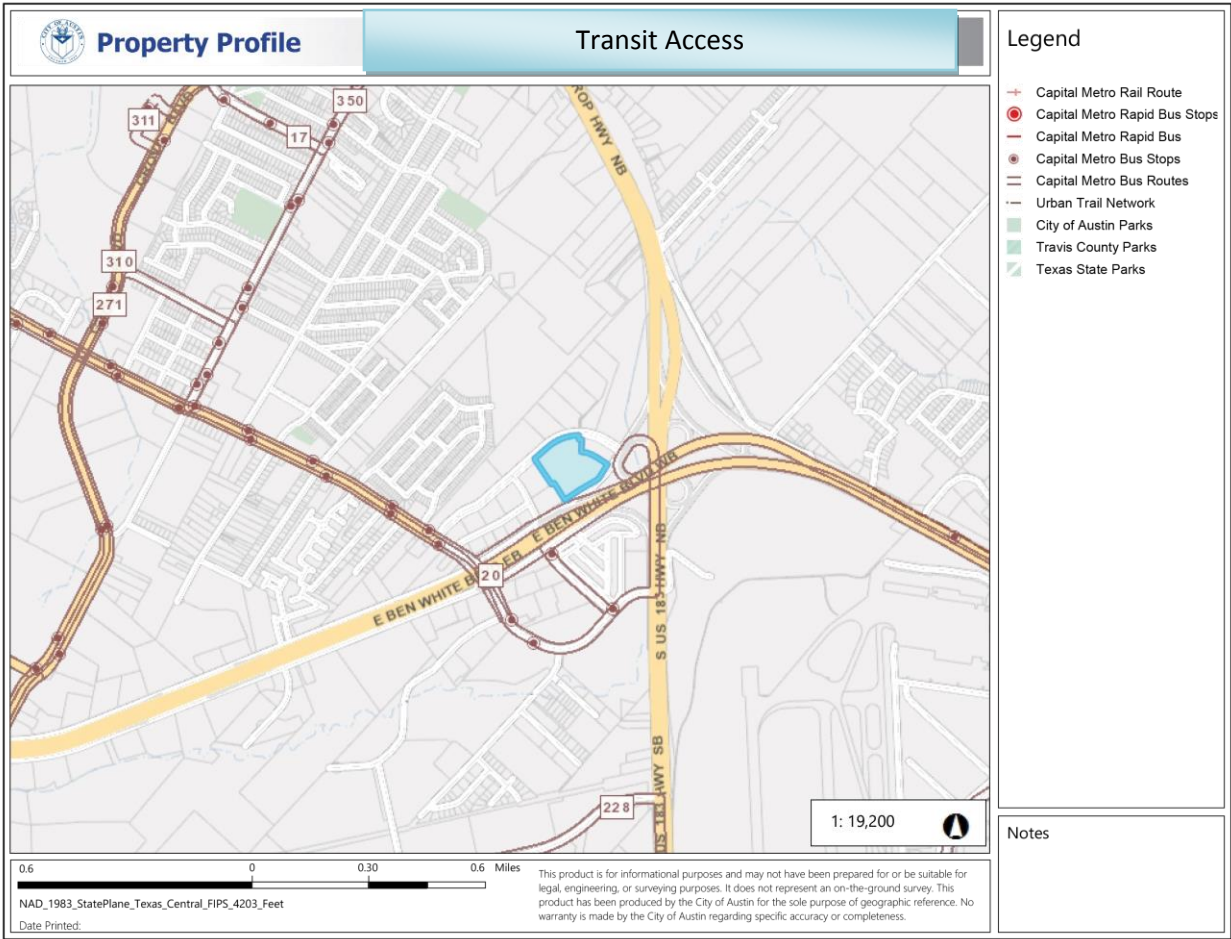 CITY OF AUSTIN
Property Profile
Transit Access
Legend
Capital Metro Rail Route
Capital Metro Rapid Bus Stops
Capital Metro Rapid Bus
Capital Metro Bus Stops
Capital Metro Bus Routes
Urban Trail Network
City of Austin Parks
Travis County Parks
Texas State Parks
350
311
17
ROP HWY NB
310
271
E BEN WHITE BLVD WB
20
E BEN WHITE
EB
S US 183 HWY NB
US 183 HWY SB
228
1: 19,200
Notes
0.6
0
0.30
0.6 Miles
NAD_1983_StatePlane_Texas_Central_FIPS_4203_Feet
Date Printed:
This product is for informational purposes and may not have been prepared for or be suitable for
legal, engineering, or surveying purposes. It does not represent an on-the-ground survey. This
product has been produced by the City of Austin for the sole purpose of geographic reference. No
warranty is made by the City of Austin regarding specific accuracy or completeness.